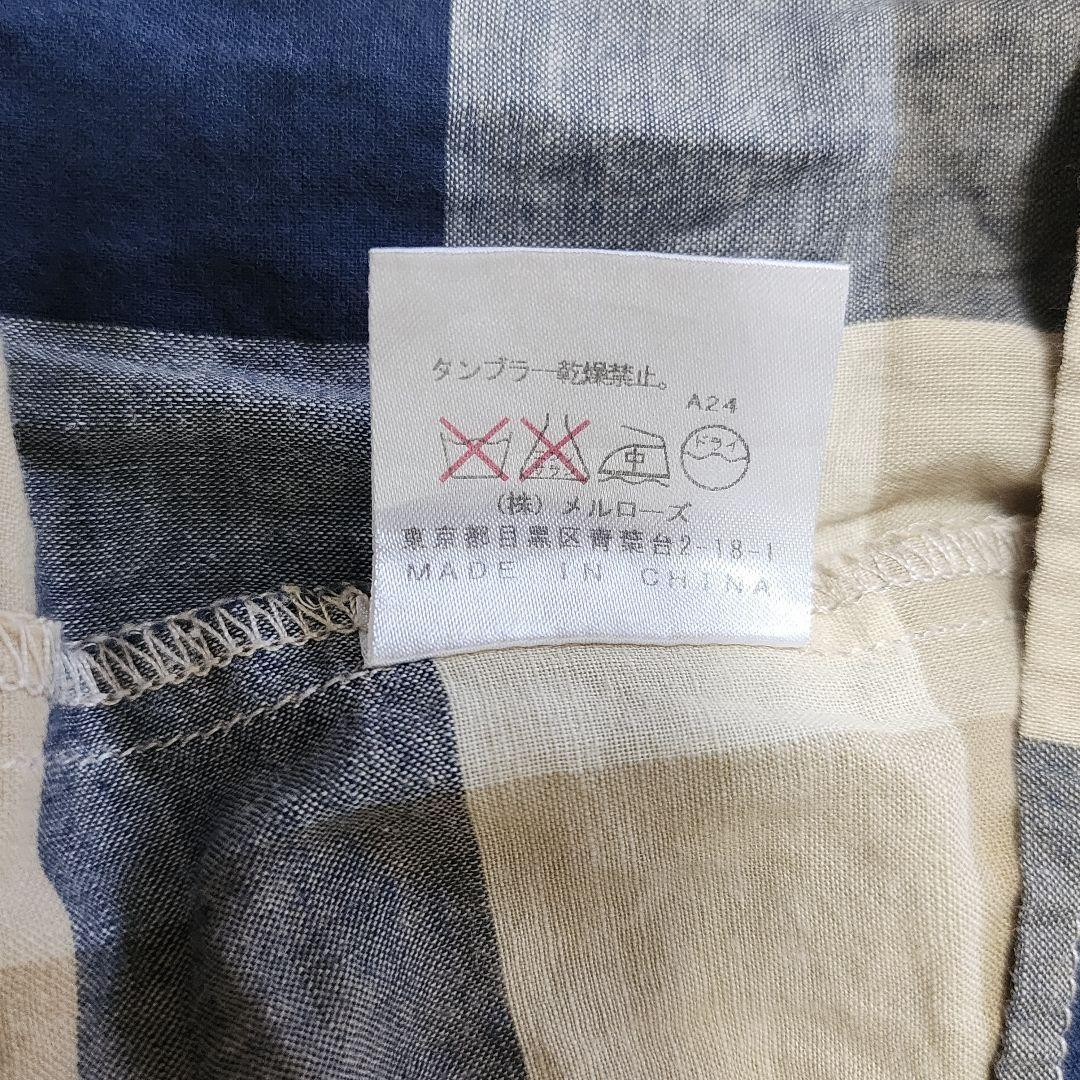 タンブラー乾燥禁止。
A24
中 ドライ
(株) メルローズ
東京都目黒区青葉台2-18-1
MADE IN CHINA